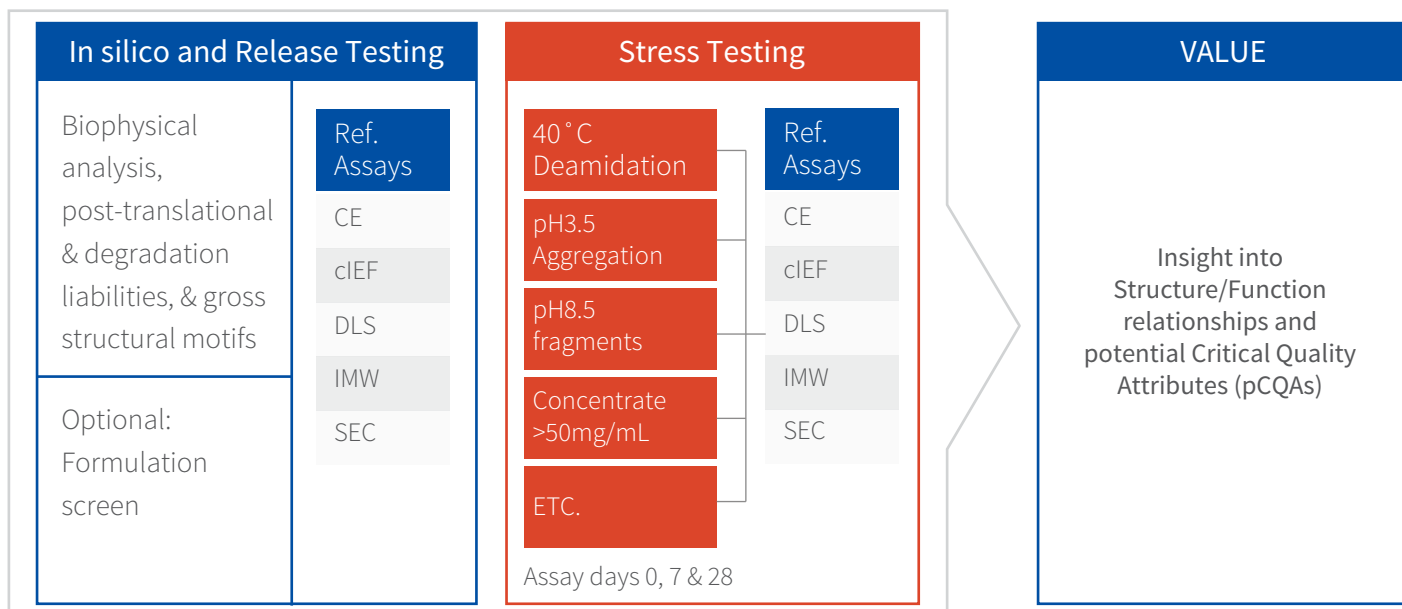 In silico and Release Testing
Biophysical
analysis,
post-translational
& degradation
liabilities, & gross
structural motifs
Optional:
Formulation
screen
Ref.
Assays
CE
cIEF
DLS
IMW
SEC
Stress Testing
40˚C
Deamidation
pH3.5
Aggregation
pH8.5
fragments
Concentrate
>50mg/mL
ETC.
Assay days 0, 7 & 28
Ref.
Assays
CE
cIEF
DLS
IMW
SEC
VALUE
Insight into
Structure/Function
relationships and
potential Critical Quality
Attributes (pCQAs)